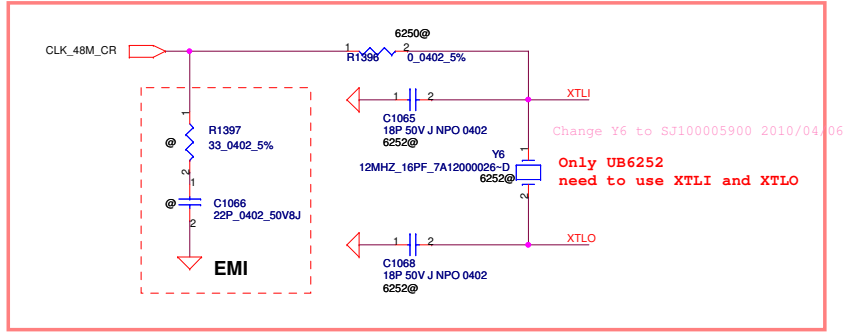 6250@
CLK_48M_CR
1
2
R1396
0_0402_5%
1
2
XTLI
C1065
18P 50V J NPO 0402
6252@
Change Y6 to SJ100005900 2010/04/06
1
@
R1397
33_0402_5%
2
1
Y6
12MHZ_16PF_7A12000026~D
6252@
2
Only UB6252
need to use XTLI and XTLO
1
@
C1066
22P_0402_50V8J
2
EMI
1
2
XTLO
C1068
18P 50V J NPO 0402
6252@